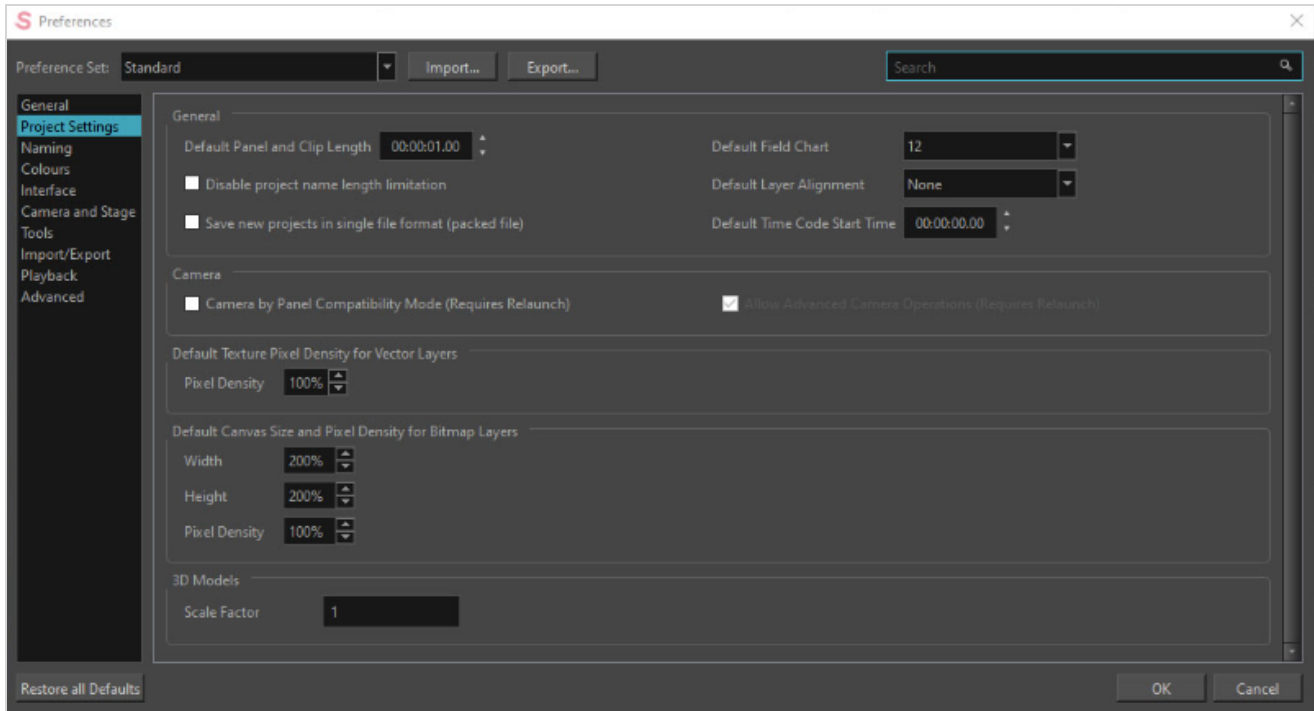 S Preferences
Preference Set: Standard Import... Export... Search
General
Project Settings
Naming
Colours
Interface
Camera and Stage
Tools
Import/Export
Playback
Advanced
General
Default Panel and Clip Length 00:00:01.00 Default Field Chart 12
Disable project name length limitation Default Layer Alignment None
Save new projects in single file format (packed file) Default Time Code Start Time 00:00:00.00
Camera
Camera by Panel Compatibility Mode (Requires Relaunch) Allow Advanced Camera Operations (Requires Relaunch)
Default Texture Pixel Density for Vector Layers
Pixel Density 100%
Default Canvas Size and Pixel Density for Bitmap Layers
Width 200%
Height 200%
Pixel Density 100%
3D Models
Scale Factor 1
Restore all Defaults OK Cancel